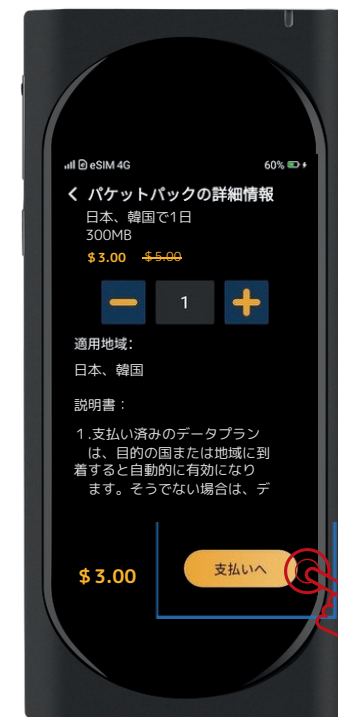 eSIM 4G 60%
パケットパックの詳細情報
日本、韓国で1日
300MB
$3.00 $5.00
1
適用地域:
日本、韓国
説明書：
１.支払い済みのデータプラン
は、目的の国または地域に到
着すると自動的に有効になり
ます。そうでない場合は、デ
$3.00 支払いへ